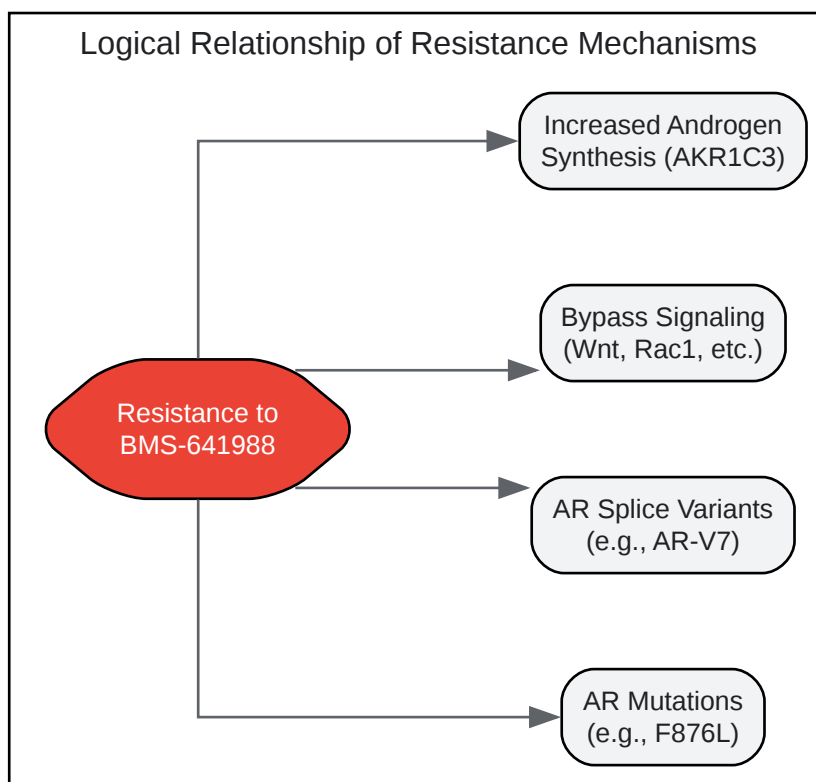 Logical Relationship of Resistance Mechanisms
Increased Androgen
Synthesis (AKR1C3)
Bypass Signaling
(Wnt, Rac1, etc.)
Resistance to
BMS-641988
AR Splice Variants
(e.g., AR-V7)
AR Mutations
(e.g., F876L)